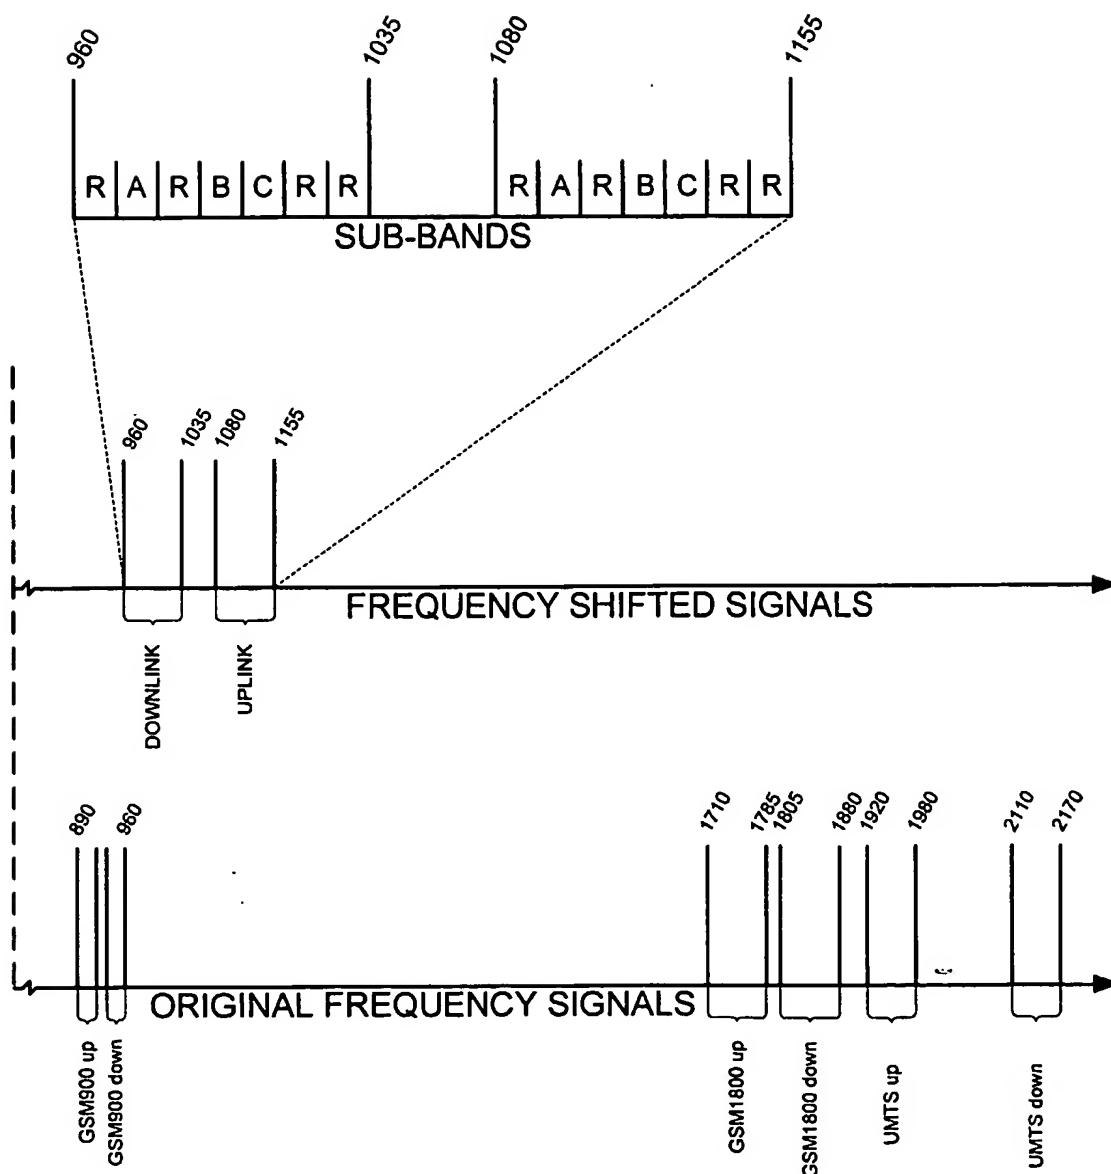 960 1035 1080 1155
R A R B C R R R A R B C R R
SUB-BANDS
960 1035 1080 1155
FREQUENCY SHIFTED SIGNALS
DOWNLINK UPLINK
890 960 1710 1785 1805 1880 1920 1980 2110 2170
ORIGINAL FREQUENCY SIGNALS
GSM900 up GSM900 down GSM1800 up GSM1800 down UMTS up UMTS down